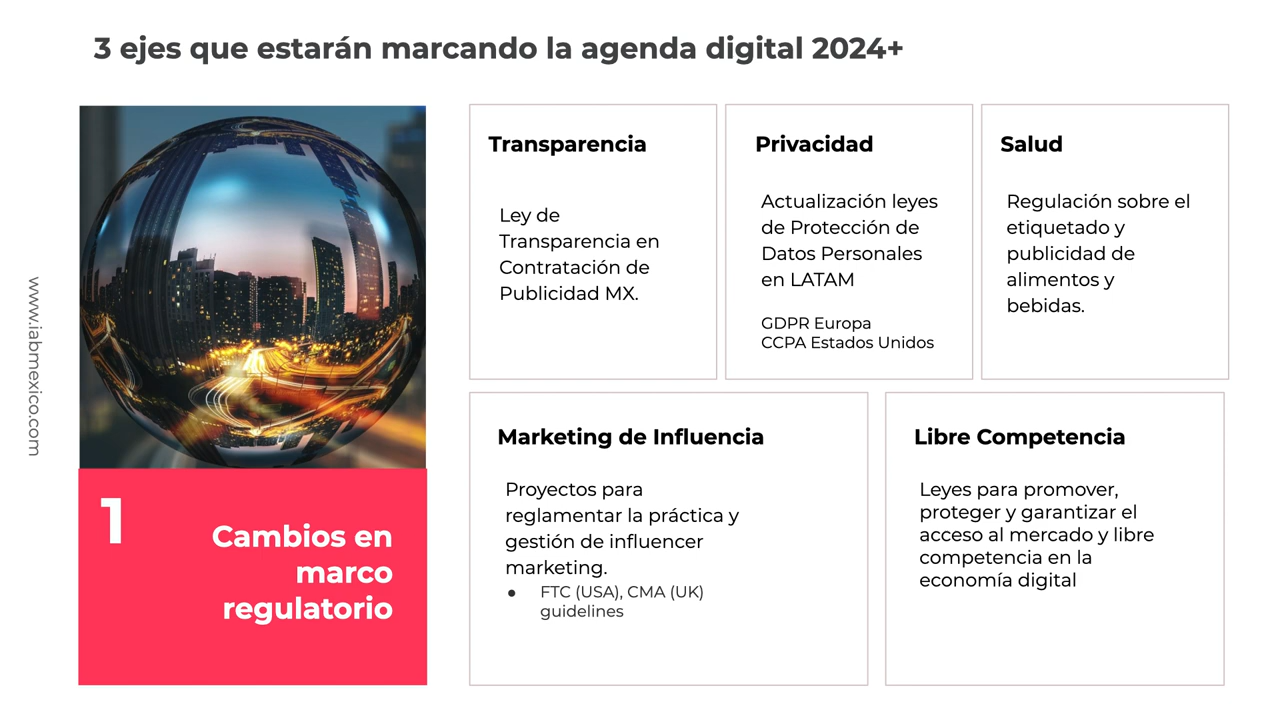 3 ejes que estarán marcando la agenda digital 2024+
www.iabmexico.com
1
Cambios en
marco
regulatorio
Transparencia
Ley de
Transparencia en
Contratación de
Publicidad MX.
Privacidad
Actualización leyes
de Protección de
Datos Personales
en LATAM
GDPR Europa
CCPA Estados Unidos
Salud
Regulación sobre el
etiquetado y
publicidad de
alimentos y
bebidas.
Marketing de Influencia
Proyectos para
reglamentar la práctica y
gestión de influencer
marketing.
● FTC (USA), CMA (UK)
guidelines
Libre Competencia
Leyes para promover,
proteger y garantizar el
acceso al mercado y libre
competencia en la
economía digital